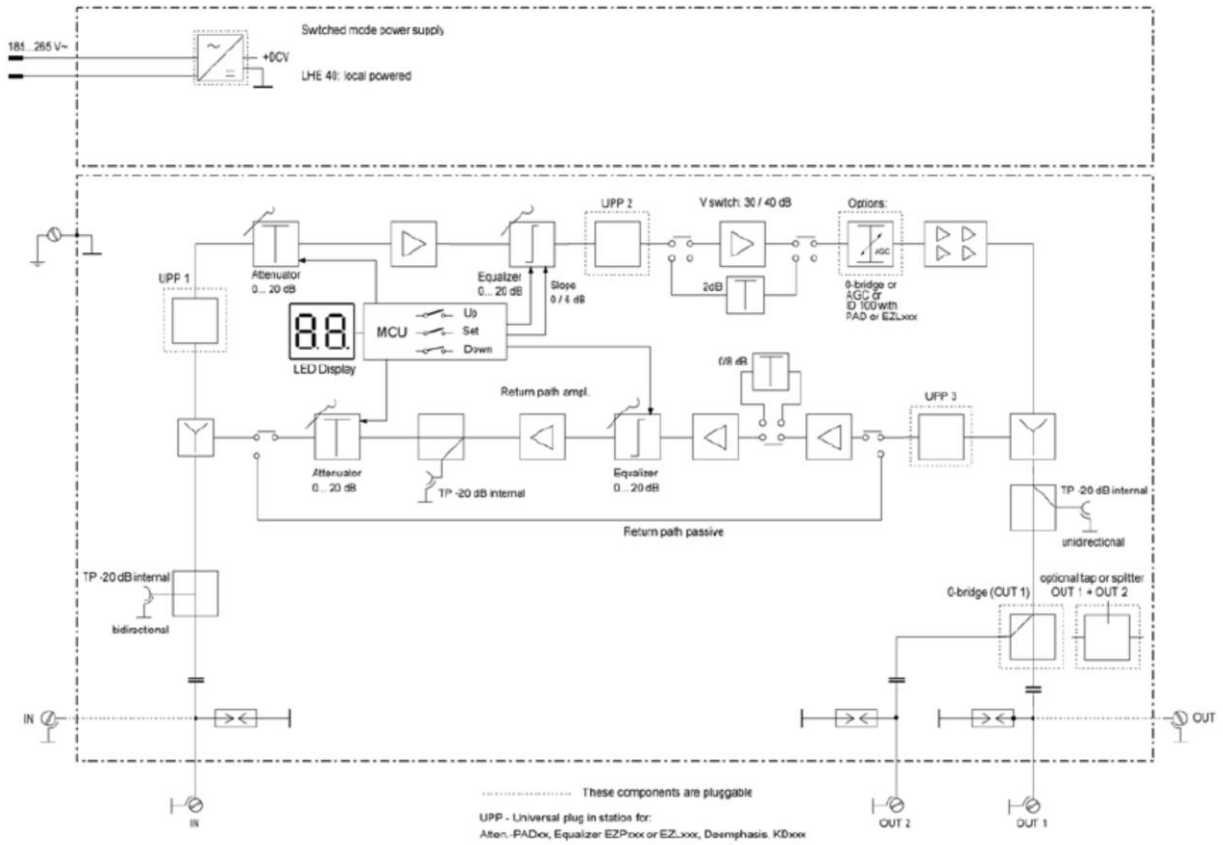 Switched mode power supply
185...265 V~
+DCV
LHE 40: local powered
UPP 2
V switch: 30 / 40 dB
Options:
AGC
Attenuator
0... 20 dB
Equalizer
0... 20 dB
Slope
0 / 6 dB
2dB
0-bridge or
AGC or
ID 100 with
PAD or EZLxxx
UPP 1
88.
LED Display
MCU
Up
Set
Down
Return path ampl.
0/8 dB
UPP 3
Attenuator
0... 20 dB
TP -20 dB internal
Equalizer
0... 20 dB
TP -20 dB internal
unidirectional
Return path passive
TP -20 dB internal
bidirectional
0-bridge (OUT 1)
optional tap or splitter
OUT 1 + OUT 2
IN
OUT
IN
OUT 2
OUT 1
These components are pluggable
UPP - Universal plug in station for:
Atten.-PADxx, Equalizer EZPxxx or EZLxxx, Deemphasis, KDxxx